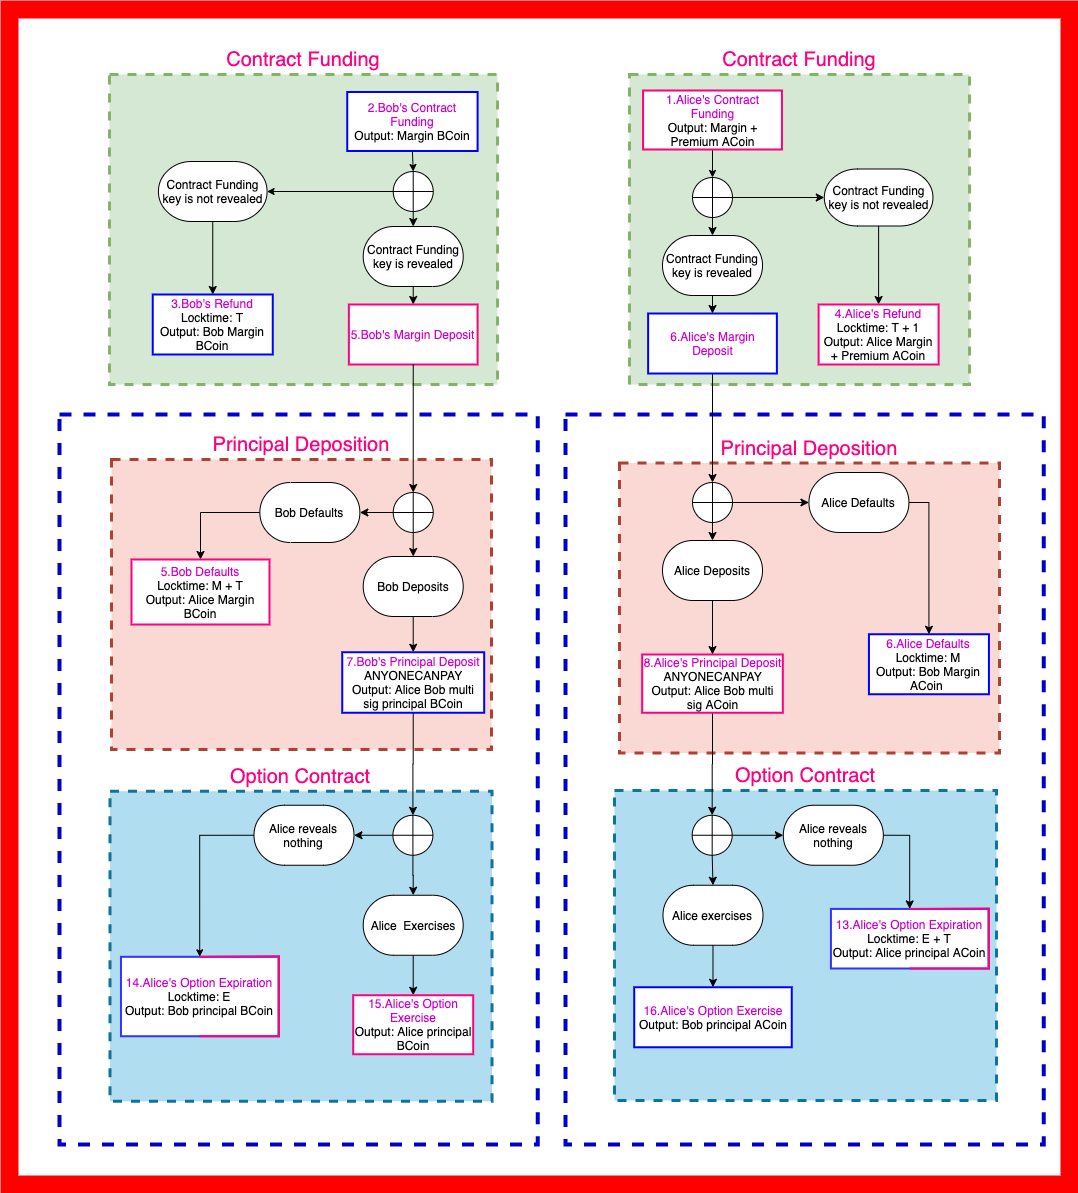 Contract Funding
2.Bob's Contract
Funding
Output: Margin BCoin
Contract Funding
key is not revealed
Contract Funding
key is revealed
3.Bob's Refund
Locktime: T
Output: Bob Margin
BCoin
5.Bob's Margin Deposit
Principal Deposition
Bob Defaults
5.Bob Defaults
Locktime: M + T
Output: Alice Margin
BCoin
Bob Deposits
7.Bob's Principal Deposit
ANYONECANPAY
Output: Alice Bob multi
sig principal BCoin
Option Contract
Alice reveals
nothing
Alice  Exercises
14.Alice's Option Expiration
Locktime: E
Output: Bob principal BCoin
15.Alice's Option
Exercise
Output: Alice principal
BCoin
Contract Funding
1.Alice's Contract
Funding
Output: Margin +
Premium ACoin
Contract Funding
key is not revealed
Contract Funding
key is revealed
4.Alice's Refund
Locktime: T + 1
Output: Alice Margin
+ Premium ACoin
6.Alice's Margin
Deposit
Principal Deposition
Alice Defaults
Alice Deposits
6.Alice Defaults
Locktime: M
Output: Bob Margin
ACoin
8.Alice's Principal Deposit
ANYONECANPAY
Output: Alice Bob multi
sig ACoin
Option Contract
Alice reveals
nothing
Alice exercises
13.Alice's Option Expiration
Locktime: E + T
Output: Alice principal ACoin
16.Alice's Option Exercise
Output: Bob principal ACoin